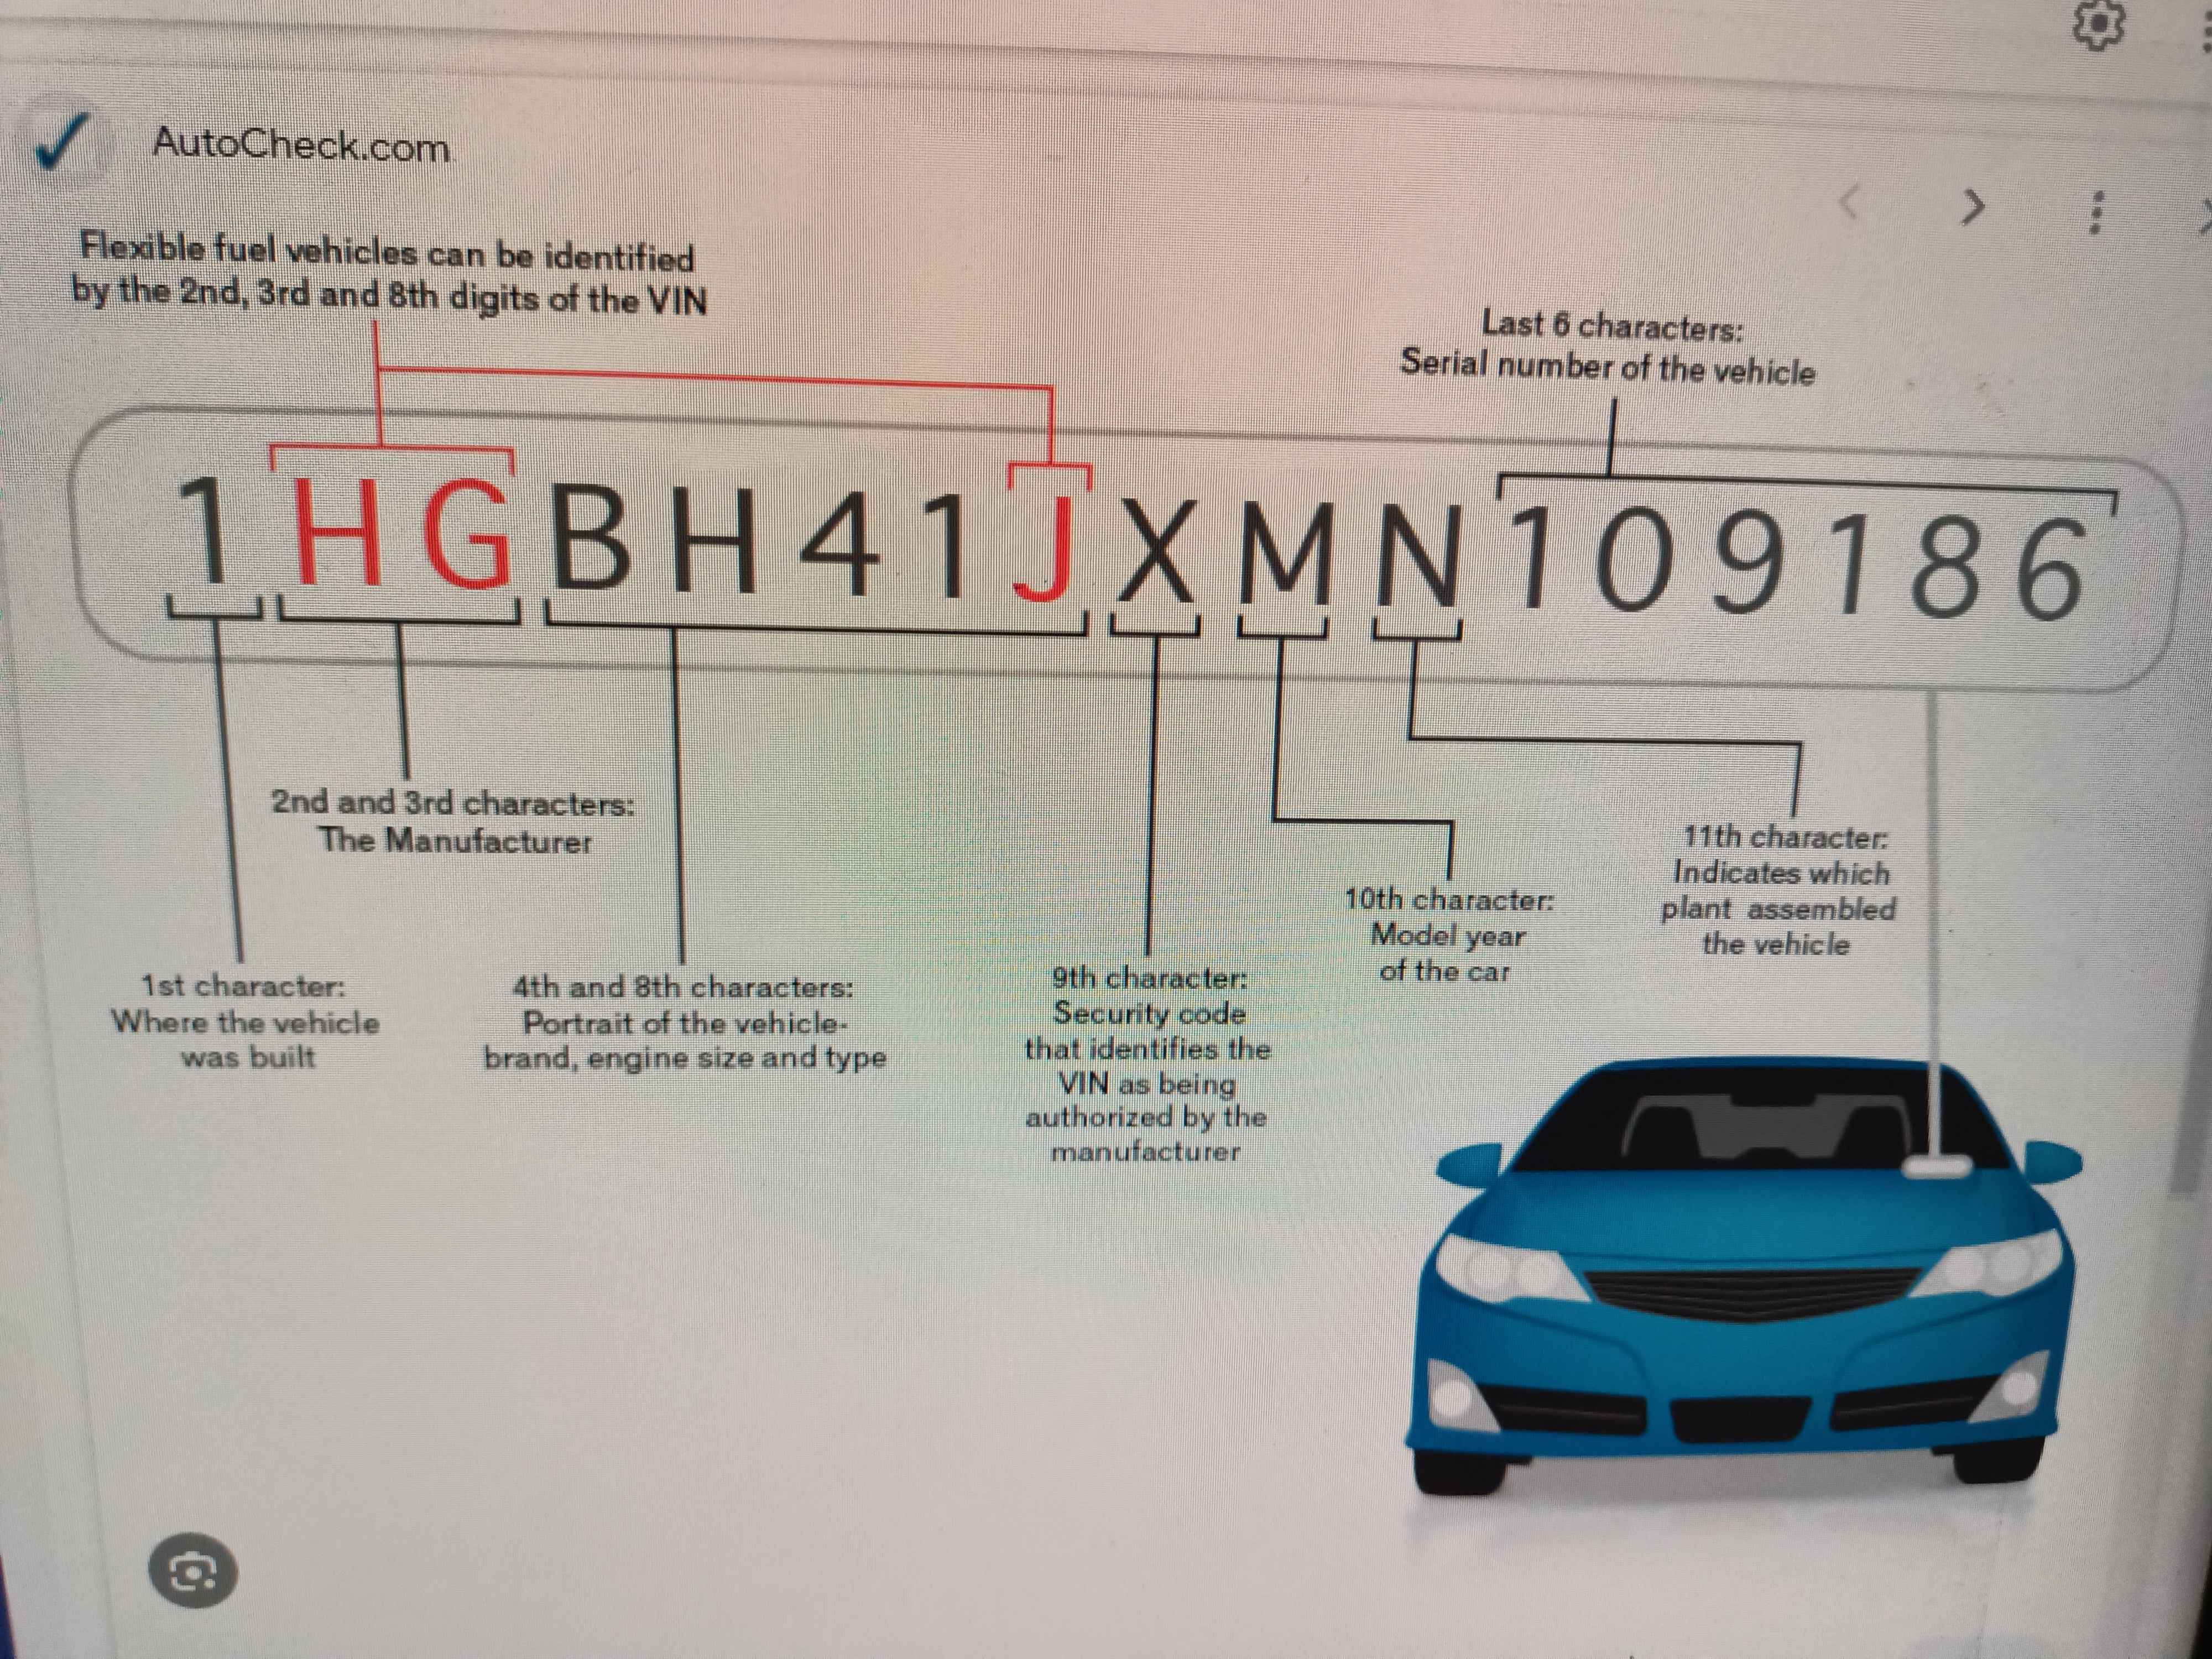 AutoCheck.com
Flexible fuel vehicles can be identified
by the 2nd, 3rd and 8th digits of the VIN
Last 6 characters:
Serial number of the vehicle
1HGBH41JXMN109186
2nd and 3rd characters:
The Manufacturer
11th character:
Indicates which
plant assembled
the vehicle
10th character:
Model year
of the car
1st character:
Where the vehicle
was built
4th and 8th characters:
Portrait of the vehicle-
brand, engine size and type
9th character:
Security code
that identifies the
VIN as being
authorized by the
manufacturer